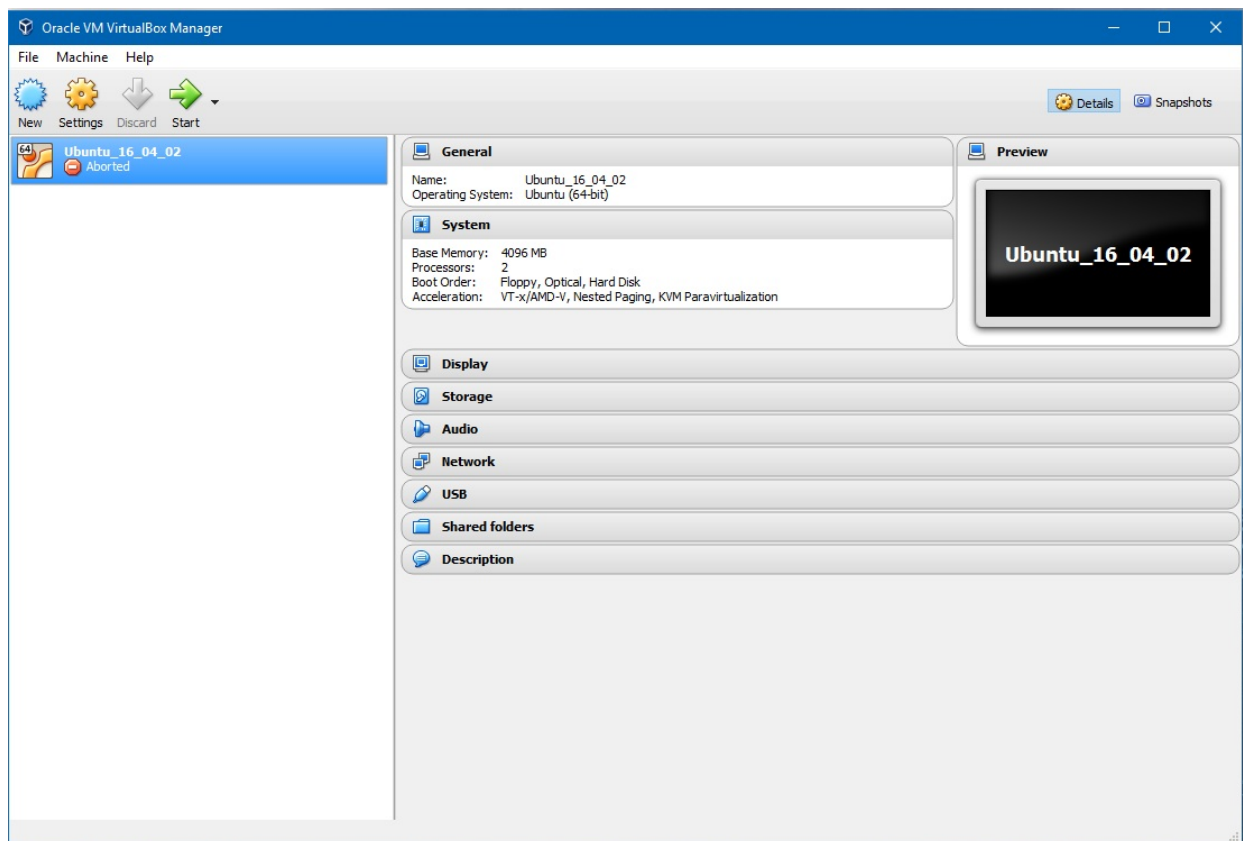 Oracle VM VirtualBox Manager
File Machine Help
New Settings Discard Start
Details Snapshots
64
Ubuntu_16_04_02
Aborted
General
Name: Ubuntu_16_04_02
Operating System: Ubuntu (64-bit)
System
Base Memory: 4096 MB
Processors: 2
Boot Order: Floppy, Optical, Hard Disk
Acceleration: VT-x/AMD-V, Nested Paging, KVM Paravirtualization
Preview
Ubuntu_16_04_02
Display
Storage
Audio
Network
USB
Shared folders
Description